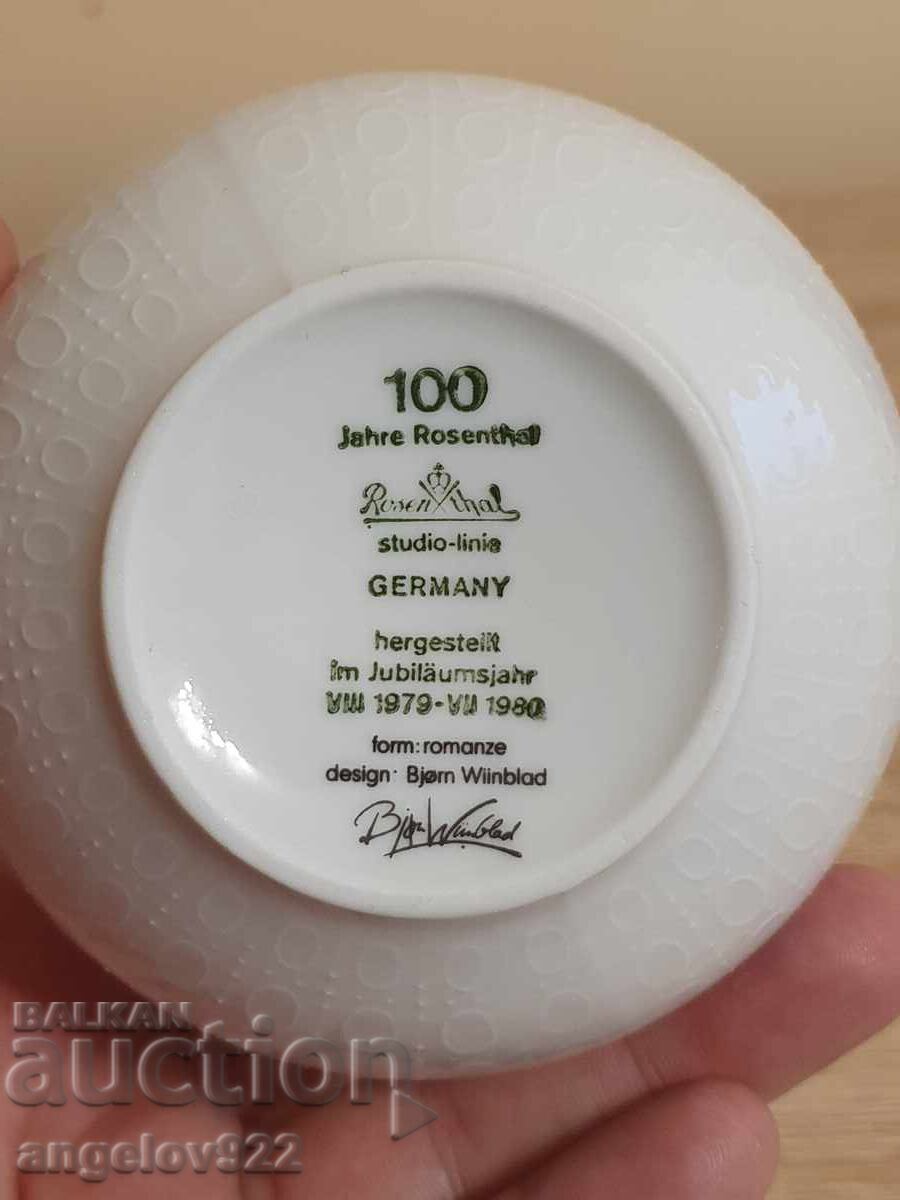 100
Jahre Rosenthal
Rosenthal
studio-linie
GERMANY
hergestellt
im Jubiläumsjahr
VIII 1979-VII 1980
form: romanze
design: Bjørn Wiinblad
Bjørn Wiinblad
BALKAN
auction
angelov922